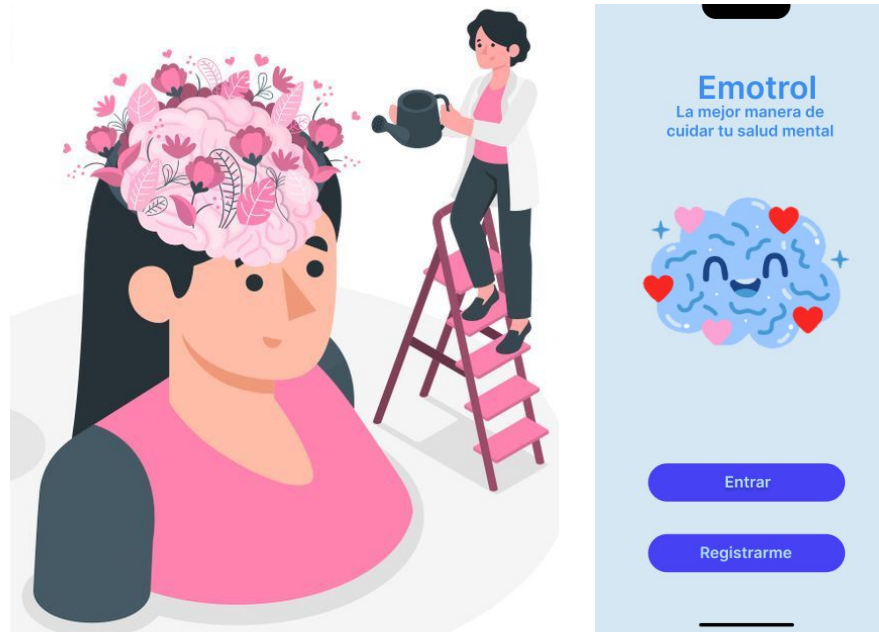 Emotrol
La mejor manera de
cuidar tu salud mental
Entrar
Registrarme